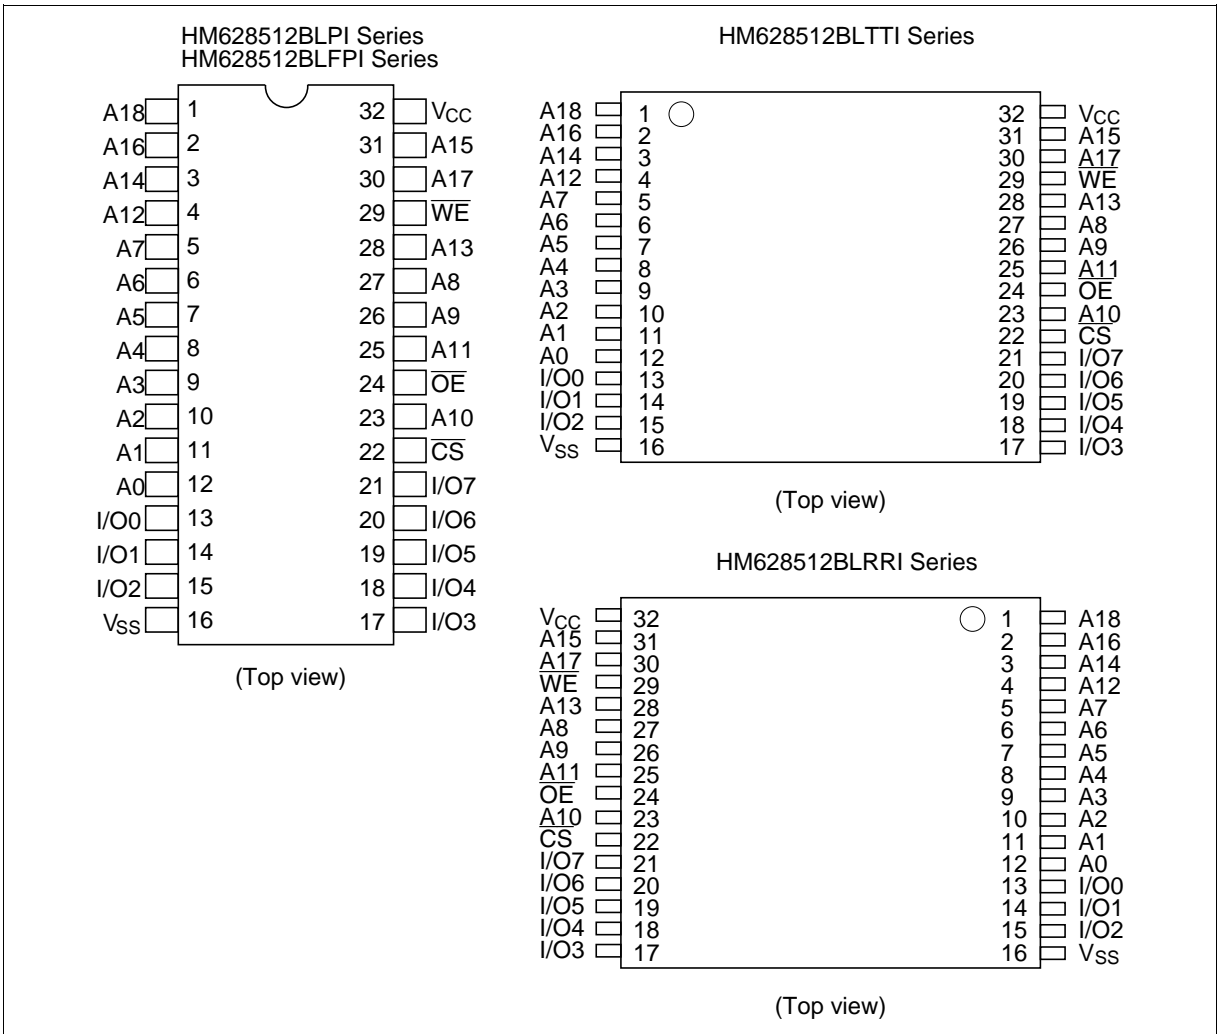 HM628512BLPI Series
HM628512BLFPI Series
A18 1 32 VCC
A16 2 31 A15
A14 3 30 A17
A12 4 29 WE
A7 5 28 A13
A6 6 27 A8
A5 7 26 A9
A4 8 25 A11
A3 9 24 OE
A2 10 23 A10
A1 11 22 CS
A0 12 21 I/O7
I/O0 13 20 I/O6
I/O1 14 19 I/O5
I/O2 15 18 I/O4
VSS 16 17 I/O3
(Top view)
HM628512BLTTI Series
A18 1 32 VCC
A16 2 31 A15
A14 3 30 A17
A12 4 29 WE
A7 5 28 A13
A6 6 27 A8
A5 7 26 A9
A4 8 25 A11
A3 9 24 OE
A2 10 23 A10
A1 11 22 CS
A0 12 21 I/O7
I/O0 13 20 I/O6
I/O1 14 19 I/O5
I/O2 15 18 I/O4
VSS 16 17 I/O3
(Top view)
HM628512BLRRI Series
VCC 32 1 A18
A15 31 2 A16
A17 30 3 A14
WE 29 4 A12
A13 28 5 A7
A8 27 6 A6
A9 26 7 A5
A11 25 8 A4
OE 24 9 A3
A10 23 10 A2
CS 22 11 A1
I/O7 21 12 A0
I/O6 20 13 I/O0
I/O5 19 14 I/O1
I/O4 18 15 I/O2
I/O3 17 16 VSS
(Top view)